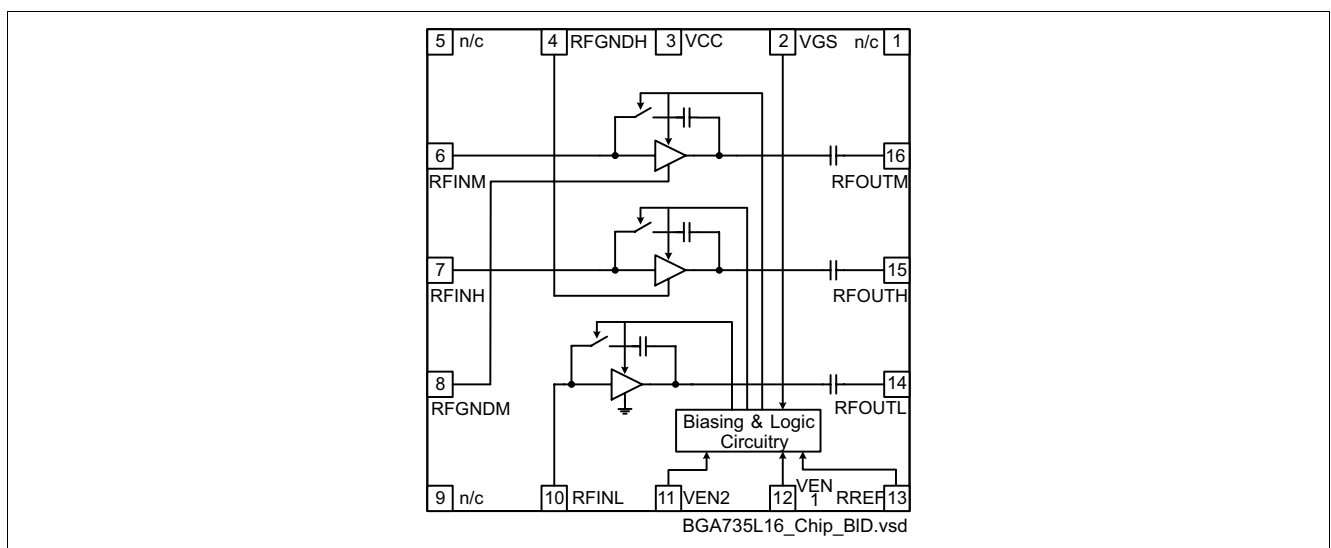 5 n/c 4 RFGNDH 3 VCC 2 VGS n/c 1
6 16
RFINM RFOUTM
7 15
RFINH RFOUTH
8 14
RFGNDM RFOUTL
Biasing & Logic
Circuitry
9 n/c 10 RFINL 11 VEN2 12 VEN
1 RREF 13
BGA735L16_Chip_BID.vsd